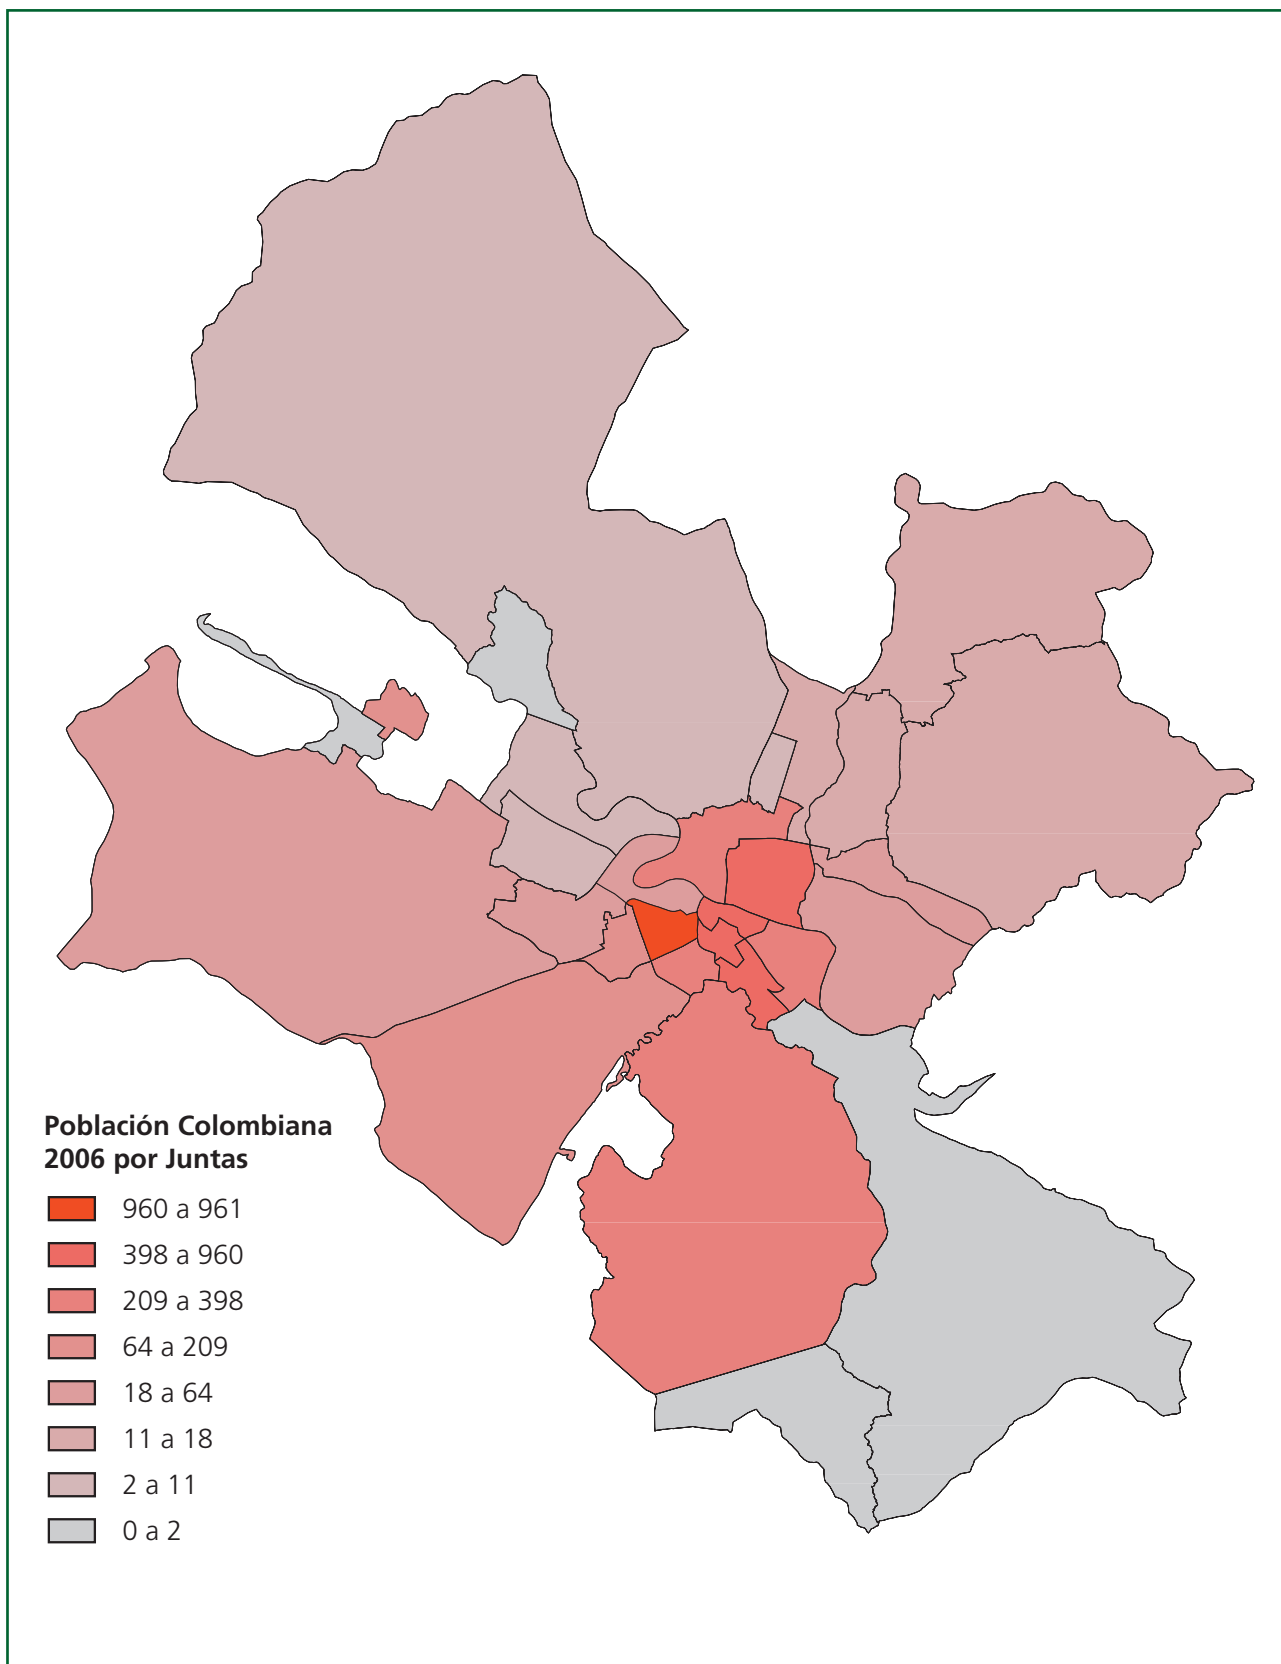 Población Colombiana
2006 por Juntas
960 a 961
398 a 960
209 a 398
64 a 209
18 a 64
11 a 18
2 a 11
0 a 2